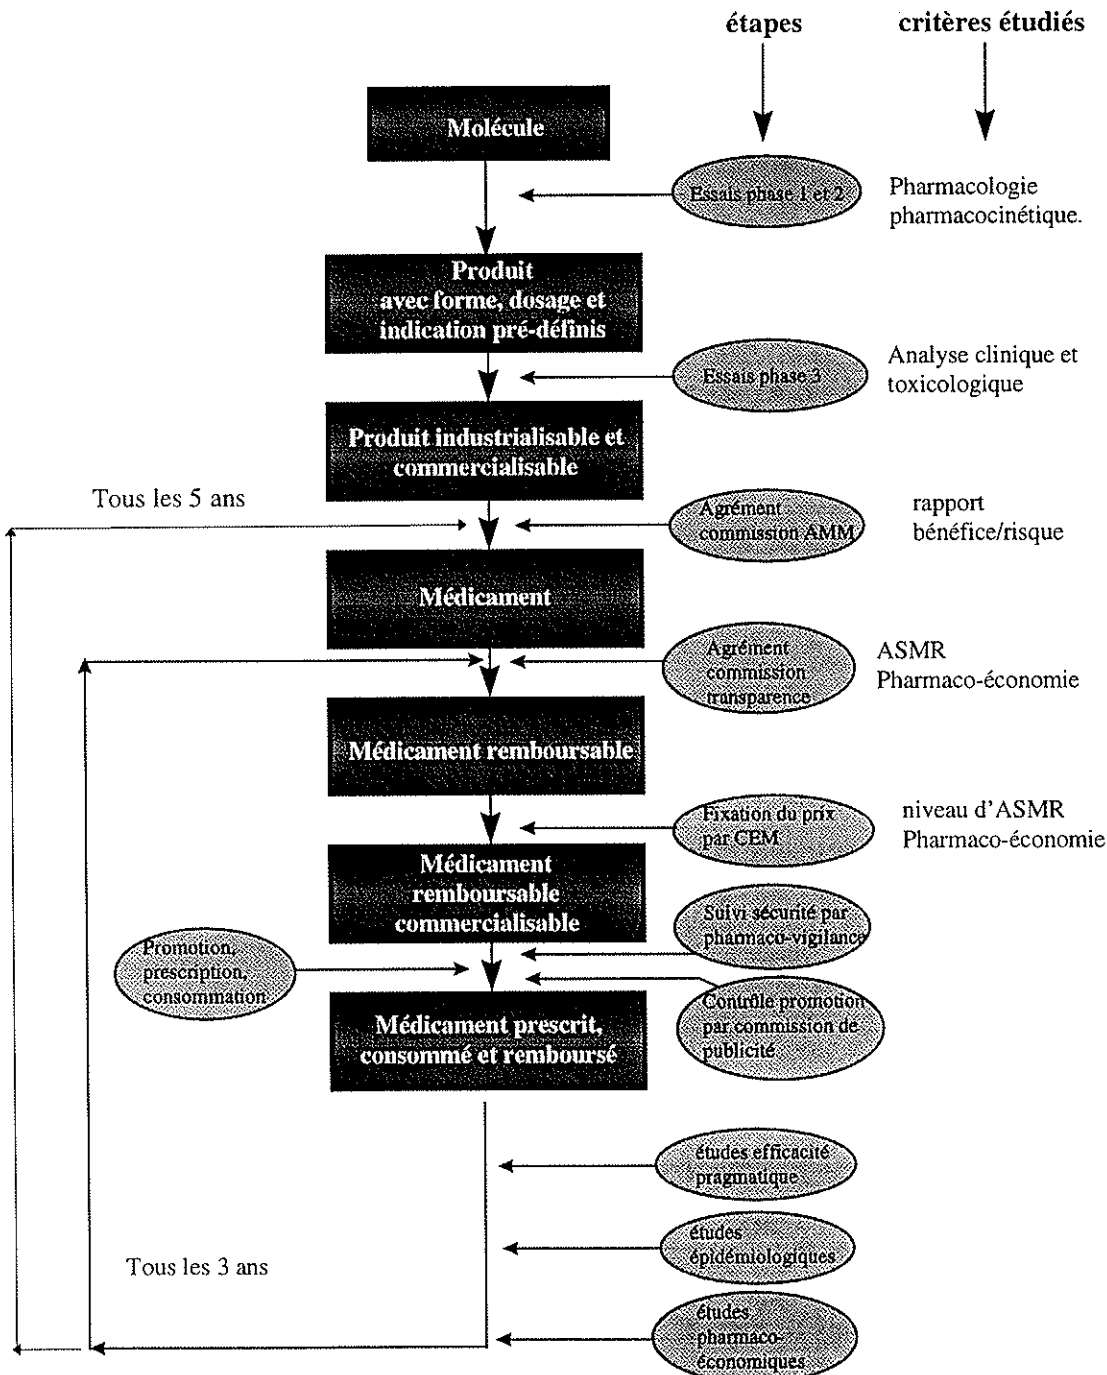 étapes
critères étudiés
Molécule
Essais phase 1 et 2
Pharmacologie
pharmacocinétique.
Produit
avec forme, dosage et
indication pré-définis
Essais phase 3
Analyse clinique et
toxicologique
Produit industrialisable et
commercialisable
Tous les 5 ans
Agrément
commission AMM
rapport
bénéfice/risque
Médicament
Agrément
commission
transparence
ASMR
Pharmaco-économie
Médicament remboursable
Fixation du prix
par CEM
niveau d'ASMR
Pharmaco-économie
Médicament
remboursable
commercialisable
Suivi sécurité par
pharmaco-vigilance
Promotion,
prescription,
consommation
Contrôle promotion
par commission de
publicité
Médicament prescrit,
consommé et remboursé
études efficacité
pragmatique
études
épidémiologiques
Tous les 3 ans
études
pharmaco-
économiques